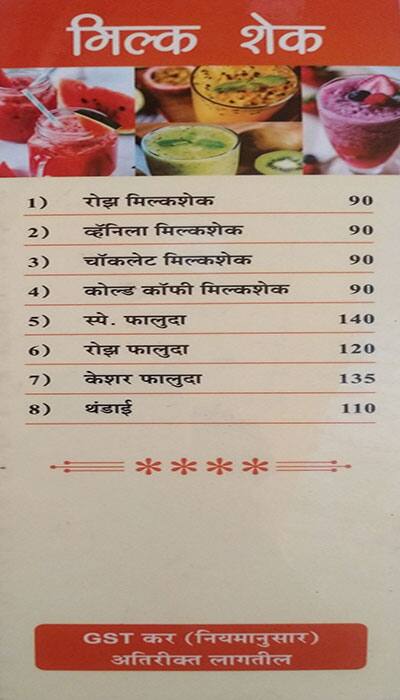 मिल्क शेक
1) रोझ मिल्कशेक 90
2) व्हॅनिला मिल्कशेक 90
3) चॉकलेट मिल्कशेक 90
4) कोल्ड कॉफी मिल्कशेक 90
5) स्पे. फालुदा 140
6) रोझ फालुदा 120
7) केशर फालुदा 135
8) थंडाई 110
GST कर (नियमानुसार)
अतिरीक्त लागतील